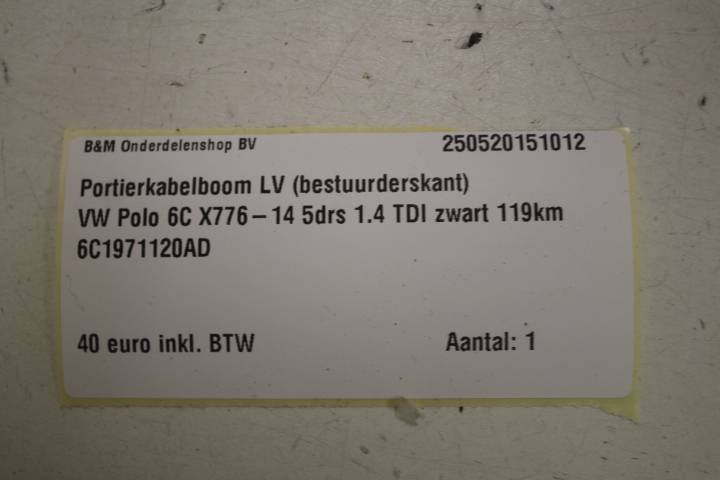 B&M Onderdelenshop BV 250520151012
Portierkabelboom LV (bestuurderskant)
VW Polo 6C X776-14 5drs 1.4 TDI zwart 119km
6C1971120AD
40 euro inkl. BTW Aantal: 1